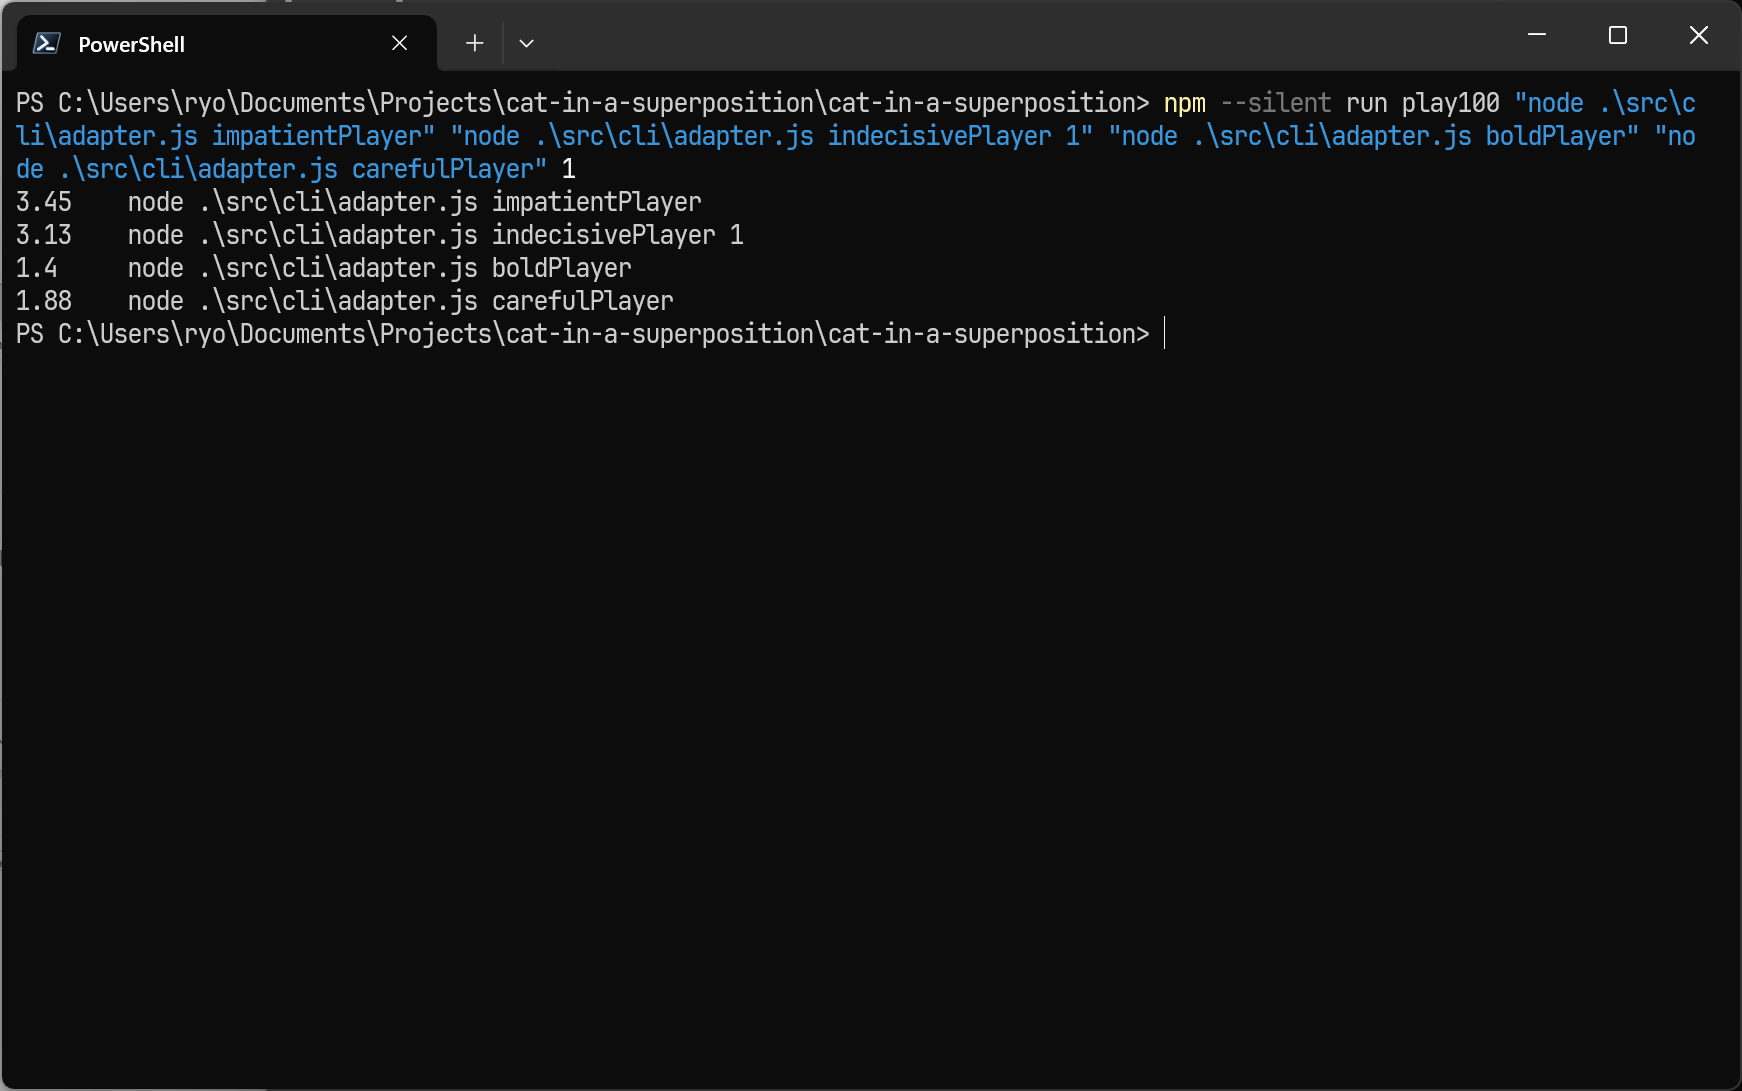 PowerShell
PS C:\Users\ryo\Documents\Projects\cat-in-a-superposition\cat-in-a-superposition> npm --silent run play100 "node .\src\c
li\adapter.js impatientPlayer" "node .\src\cli\adapter.js indecisivePlayer 1" "node .\src\cli\adapter.js boldPlayer" "no
de .\src\cli\adapter.js carefulPlayer" 1
3.45    node .\src\cli\adapter.js impatientPlayer
3.13    node .\src\cli\adapter.js indecisivePlayer 1
1.4     node .\src\cli\adapter.js boldPlayer
1.88    node .\src\cli\adapter.js carefulPlayer
PS C:\Users\ryo\Documents\Projects\cat-in-a-superposition\cat-in-a-superposition>